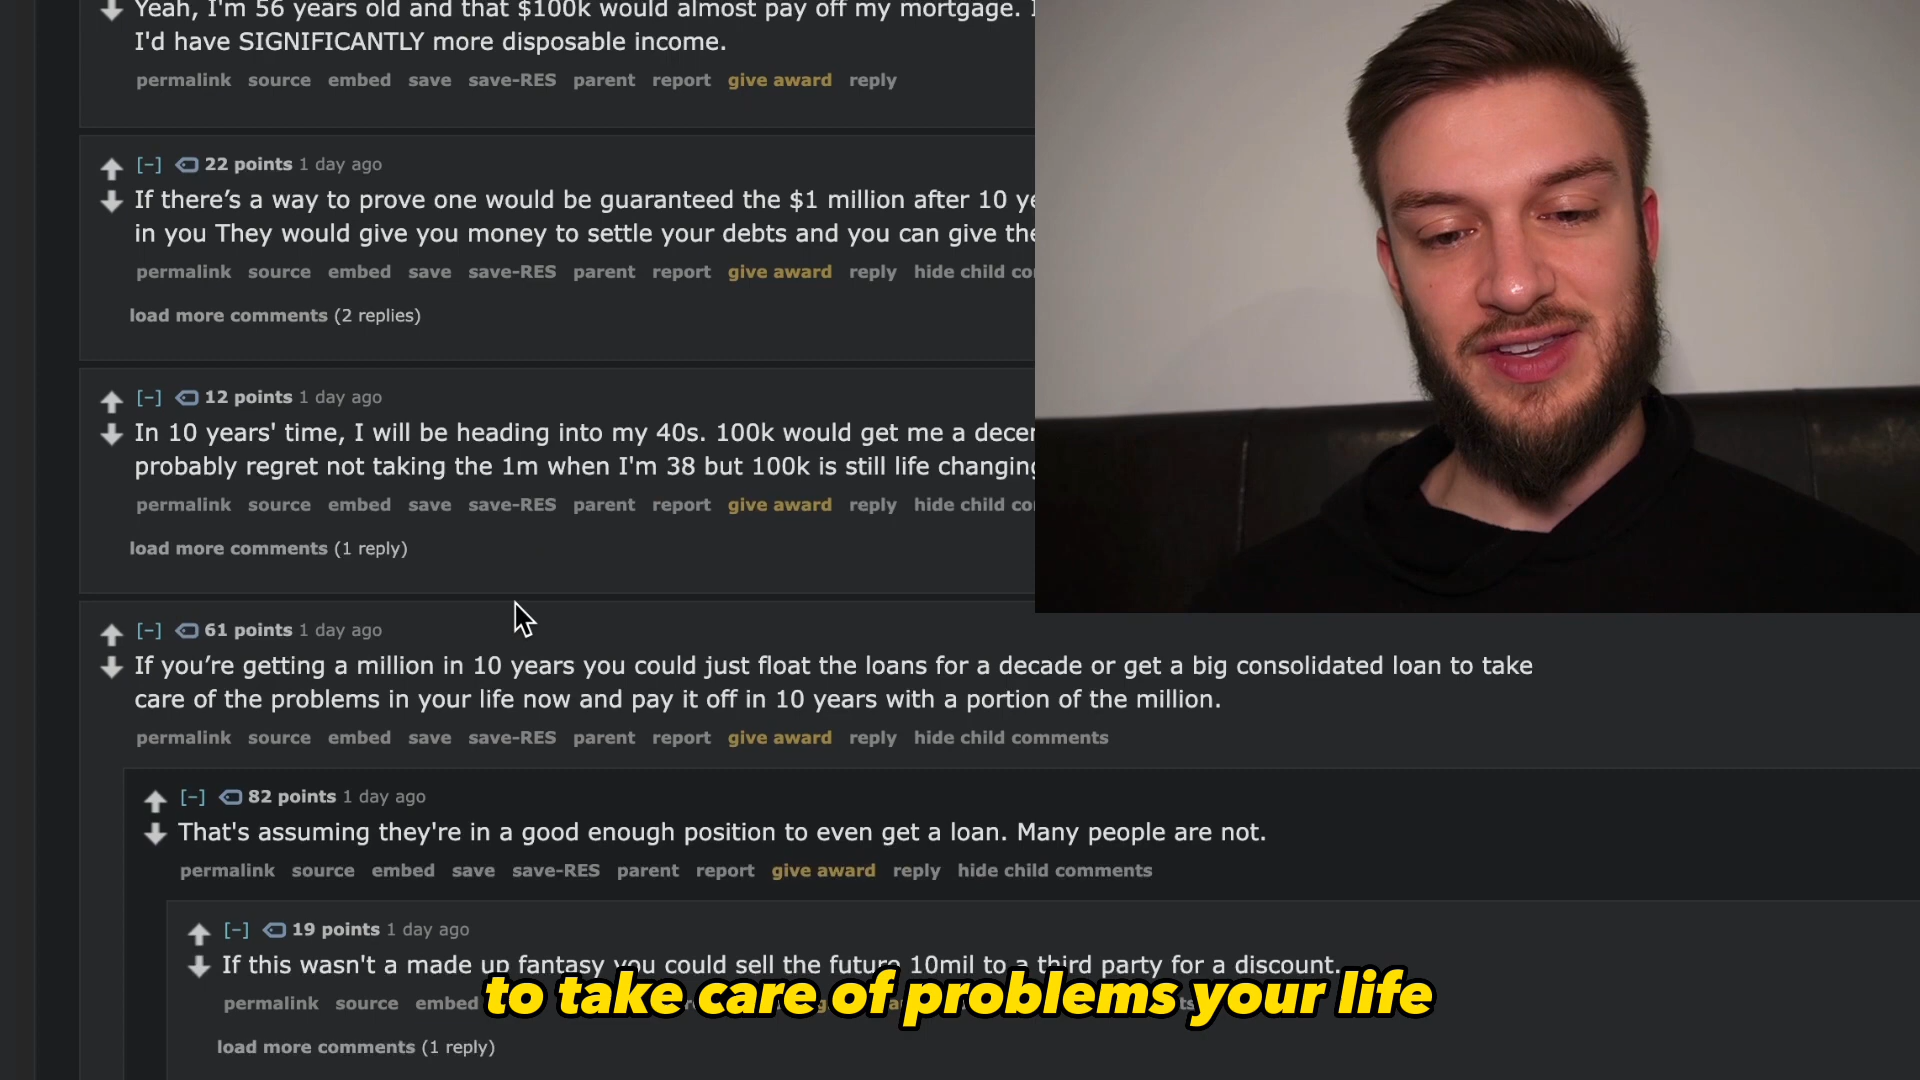 Yeah, I'm 56 years old and that $100k would almost pay off my mortgage.
I'd have SIGNIFICANTLY more disposable income.
permalink source embed save save-RES parent report give award reply
[-] 22 points 1 day ago
If there's a way to prove one would be guaranteed the $1 million after 10
in you They would give you money to settle your debts and you can give
permalink source embed save save-RES parent report give award reply hide child
load more comments (2 replies)
[-] 12 points 1 day ago
In 10 years' time, I will be heading into my 40s. 100k would get me a
probably regret not taking the 1m when I'm 38 but 100k is still life changing
permalink source embed save save-RES parent report give award reply hide child
load more comments (1 reply)
[-] 61 points 1 day ago
If you're getting a million in 10 years you could just float the loans for a decade or get a big consolidated loan to take
care of the problems in your life now and pay it off in 10 years with a portion of the million.
permalink source embed save save-RES parent report give award reply hide child comments
[-] 82 points 1 day ago
That's assuming they're in a good enough position to even get a loan. Many people are not.
permalink source embed save save-RES parent report give award reply hide child comments
[-] 19 points 1 day ago
If this wasn't a made up fantasy you could sell the future 10mil to a third party for a discount.
to take care of problems your life
permalink source embed
load more comments (1 reply)